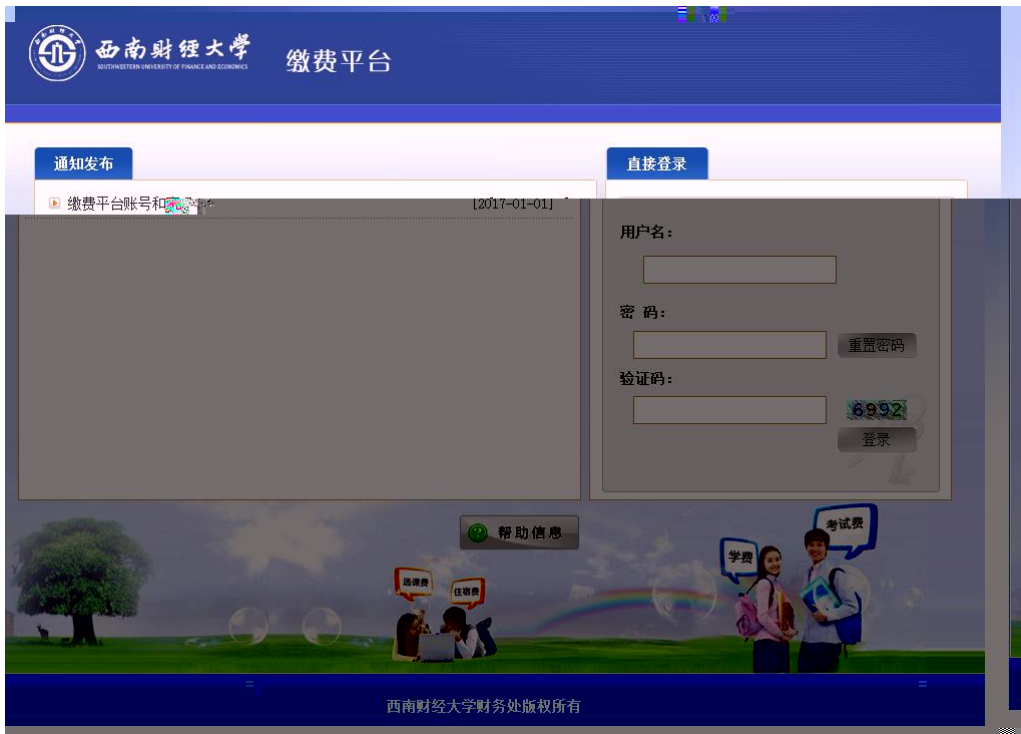 西南财经大学
SOUTHWESTERN UNIVERSITY OF FINANCE AND ECONOMICS
缴费平台
通知发布
直接登录
缴费平台账号和
[2017-01-01]
用户名：
密 码：
重置密码
验证码：
6992
登录
帮助信息
考试费
学费
选课费
住宿费
西南财经大学财务处版权所有